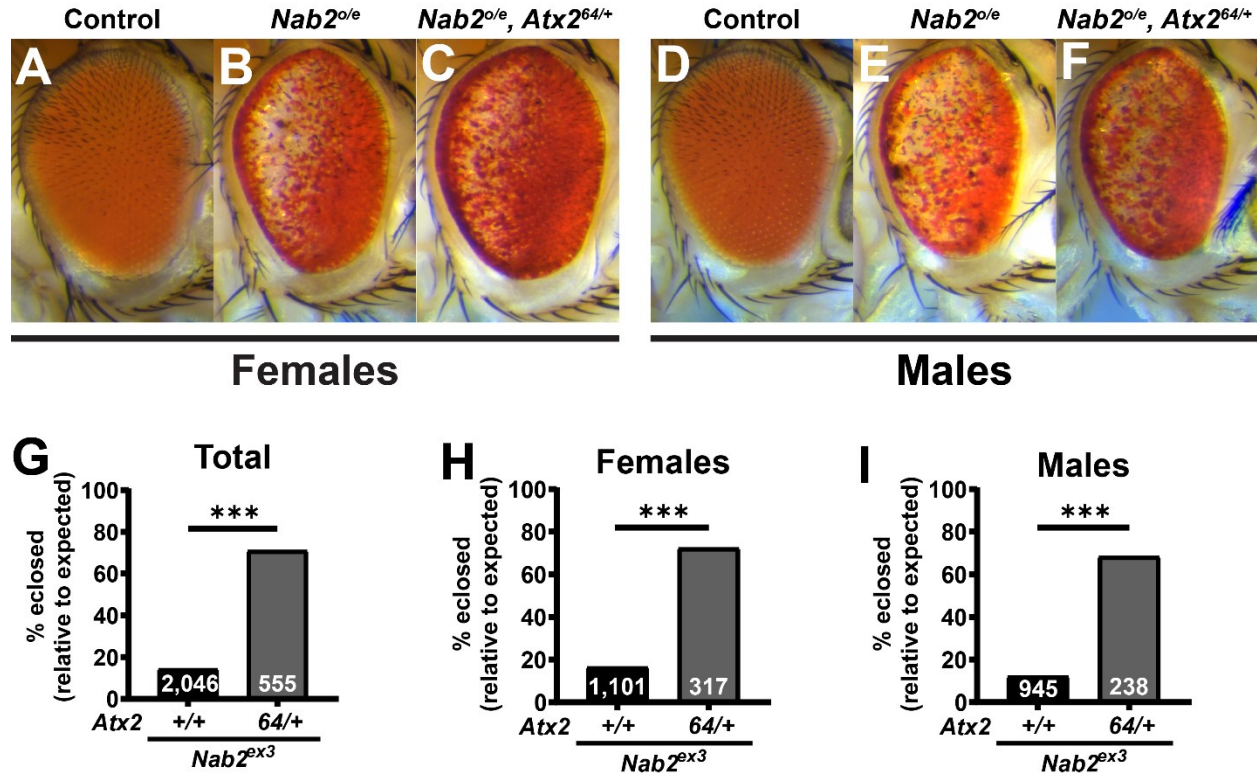 Control Nab2o/e Nab2o/e, Atx264/+ Control Nab2o/e Nab2o/e, Atx264/+
A B C D E F
Females Males
G Total
% eclosed
(relative to expected)
100
80
60
40
20
0
***
2,046 555
Atx2 +/+ 64/+
Nab2ex3
H Females
% eclosed
(relative to expected)
100
80
60
40
20
0
***
1,101 317
Atx2 +/+ 64/+
Nab2ex3
I Males
% eclosed
(relative to expected)
100
80
60
40
20
0
***
945 238
Atx2 +/+ 64/+
Nab2ex3